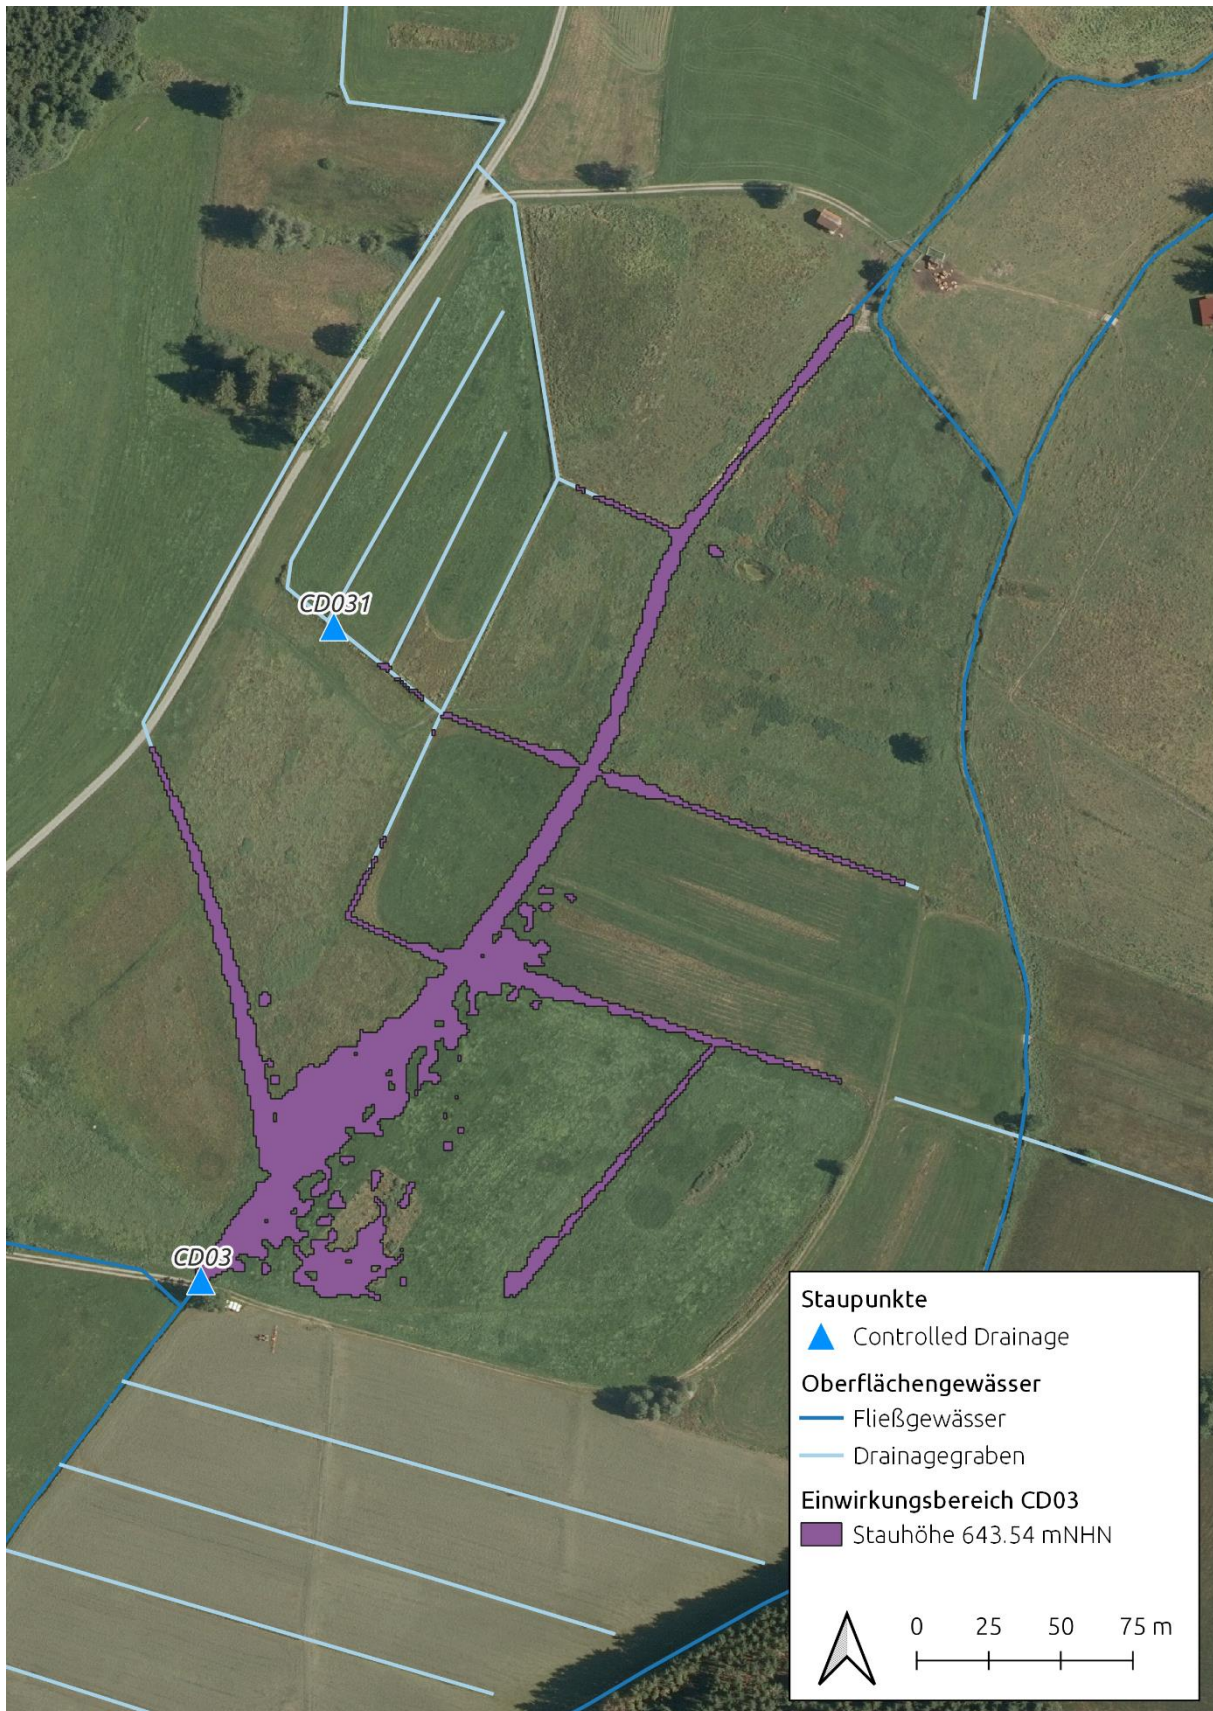 CD031
CD03
Staupunkte
Controlled Drainage
Oberflächengewässer
Fließgewässer
Drainagegraben
Einwirkungsbereich CD03
Stauhöhe 643.54 mNHN
0 25 50 75 m